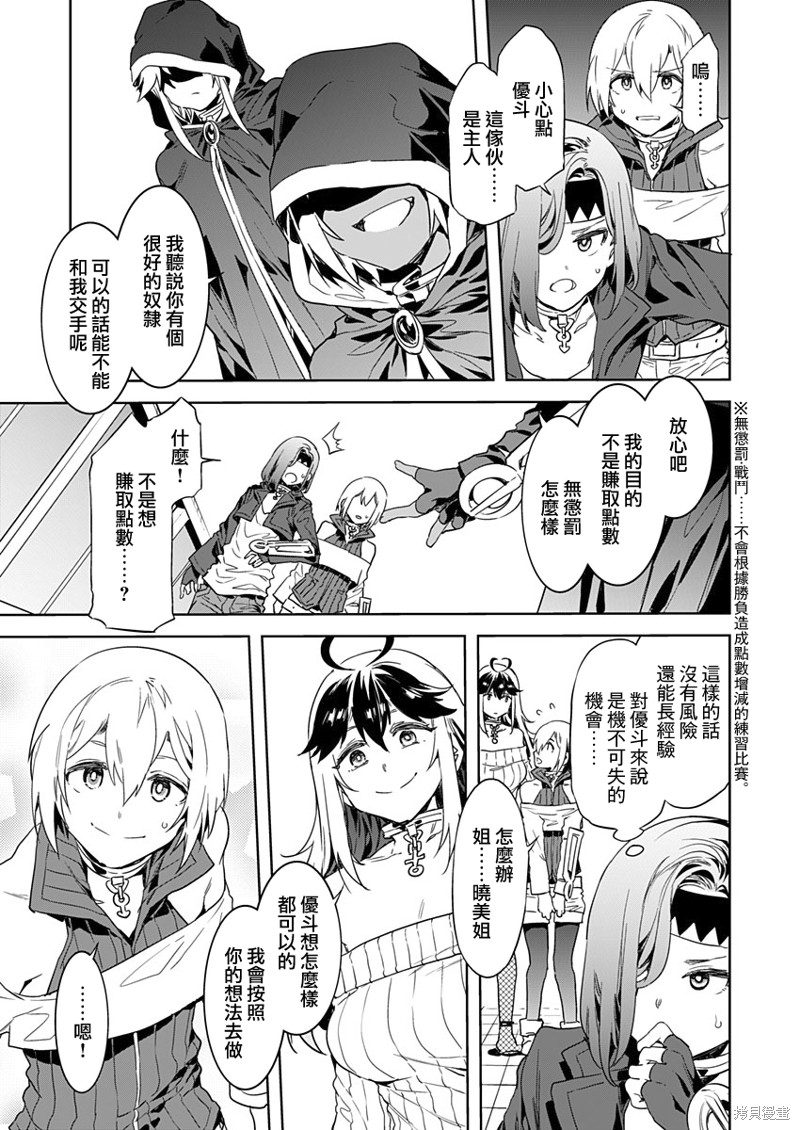 嗚……
小心點
優斗
這傢伙……
是主人
我聽說你有個
很好的奴隸
可以的話能不能
和我交手呢
放心吧
我的目的
不是賺取點數
無懲罰
怎麼樣
什麼！
不是想
賺取點數……？
※無懲罰·戰鬥……不會根據勝負造成點數增減的練習比賽。
這樣的話
沒有風險
還能長經驗
對優斗來說
是機不可失的
機會……
怎麼辦
姐……曉美姐
優斗想怎麼樣
都可以的
我會按照
你的想法去做
……嗯！
拷貝漫畫